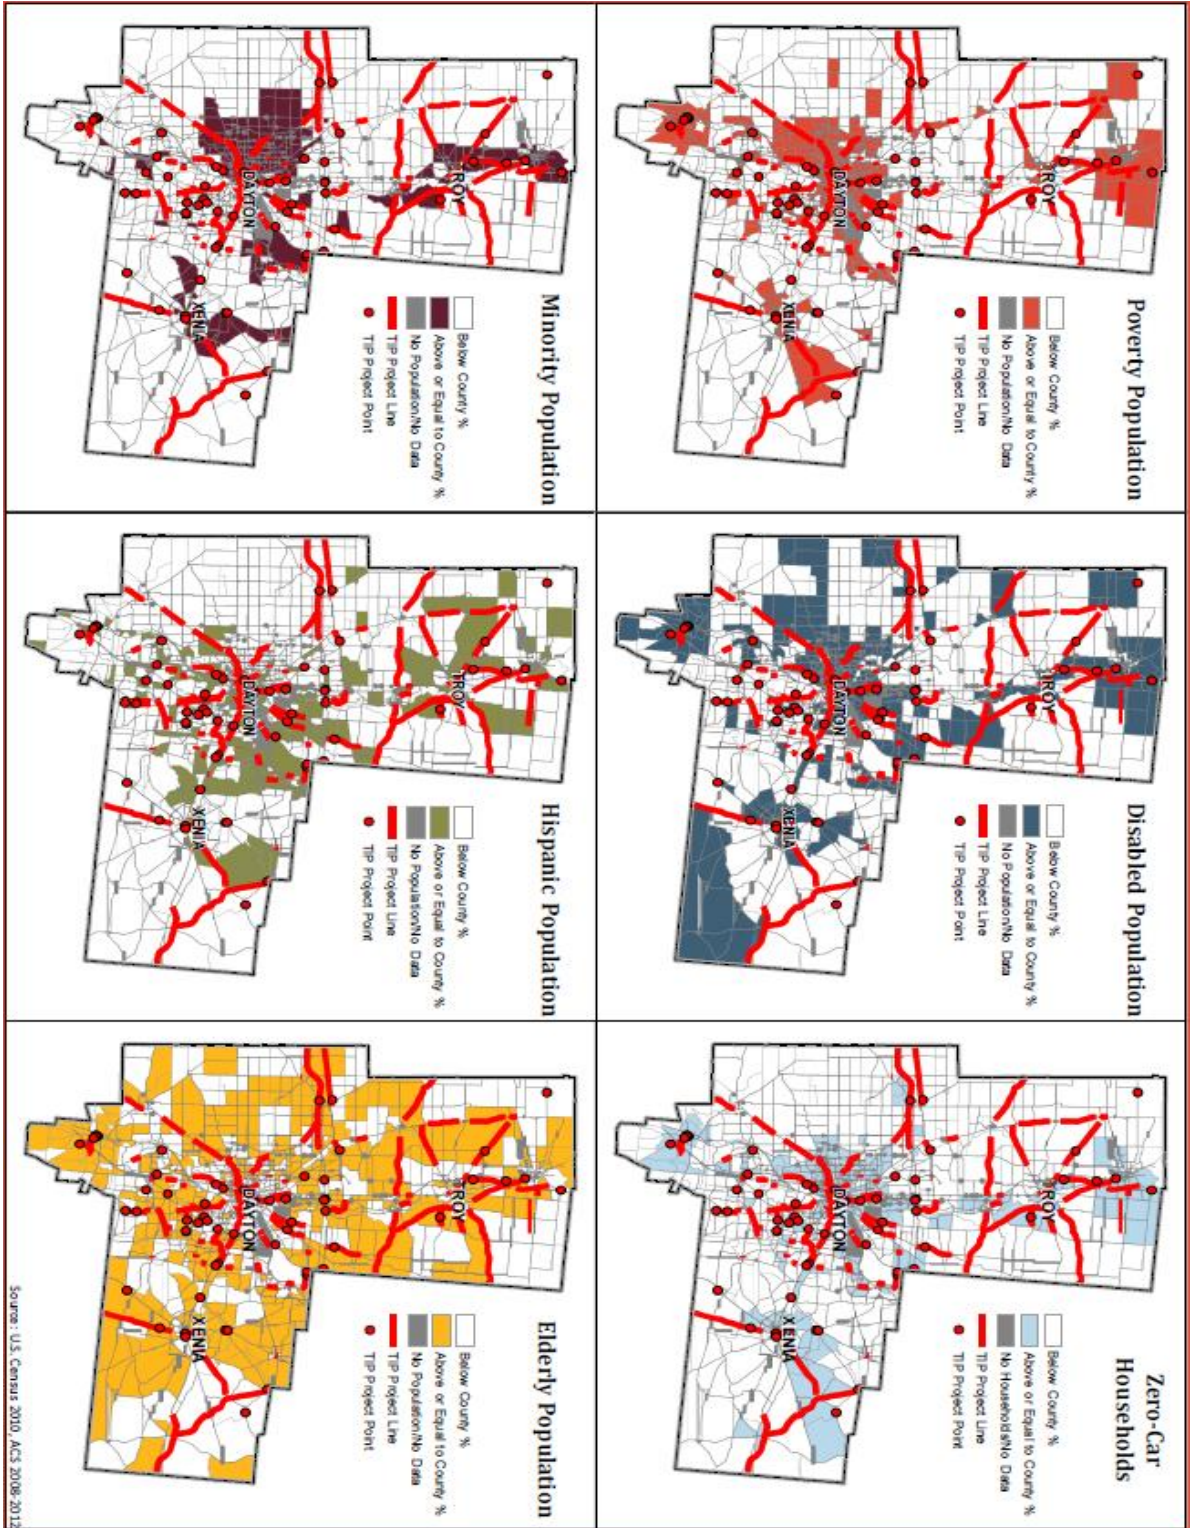 Poverty Population
Below County %
Above or Equal to County %
No Population/No Data
TIP Project Line
TIP Project Point
TROY
DAYTON
XENIA
Disabled Population
Below County %
Above or Equal to County %
No Population/No Data
TIP Project Line
TIP Project Point
TROY
DAYTON
XENIA
Zero-Car
Households
Below County %
Above or Equal to County %
No Households/No Data
TIP Project Line
TIP Project Point
TROY
DAYTON
XENIA
Minority Population
Below County %
Above or Equal to County %
No Population/No Data
TIP Project Line
TIP Project Point
TROY
DAYTON
XENIA
Hispanic Population
Below County %
Above or Equal to County %
No Population/No Data
TIP Project Line
TIP Project Point
TROY
DAYTON
XENIA
Elderly Population
Below County %
Above or Equal to County %
No Population/No Data
TIP Project Line
TIP Project Point
TROY
DAYTON
XENIA
Source: U.S. Census 2010, ACS 2008-2012